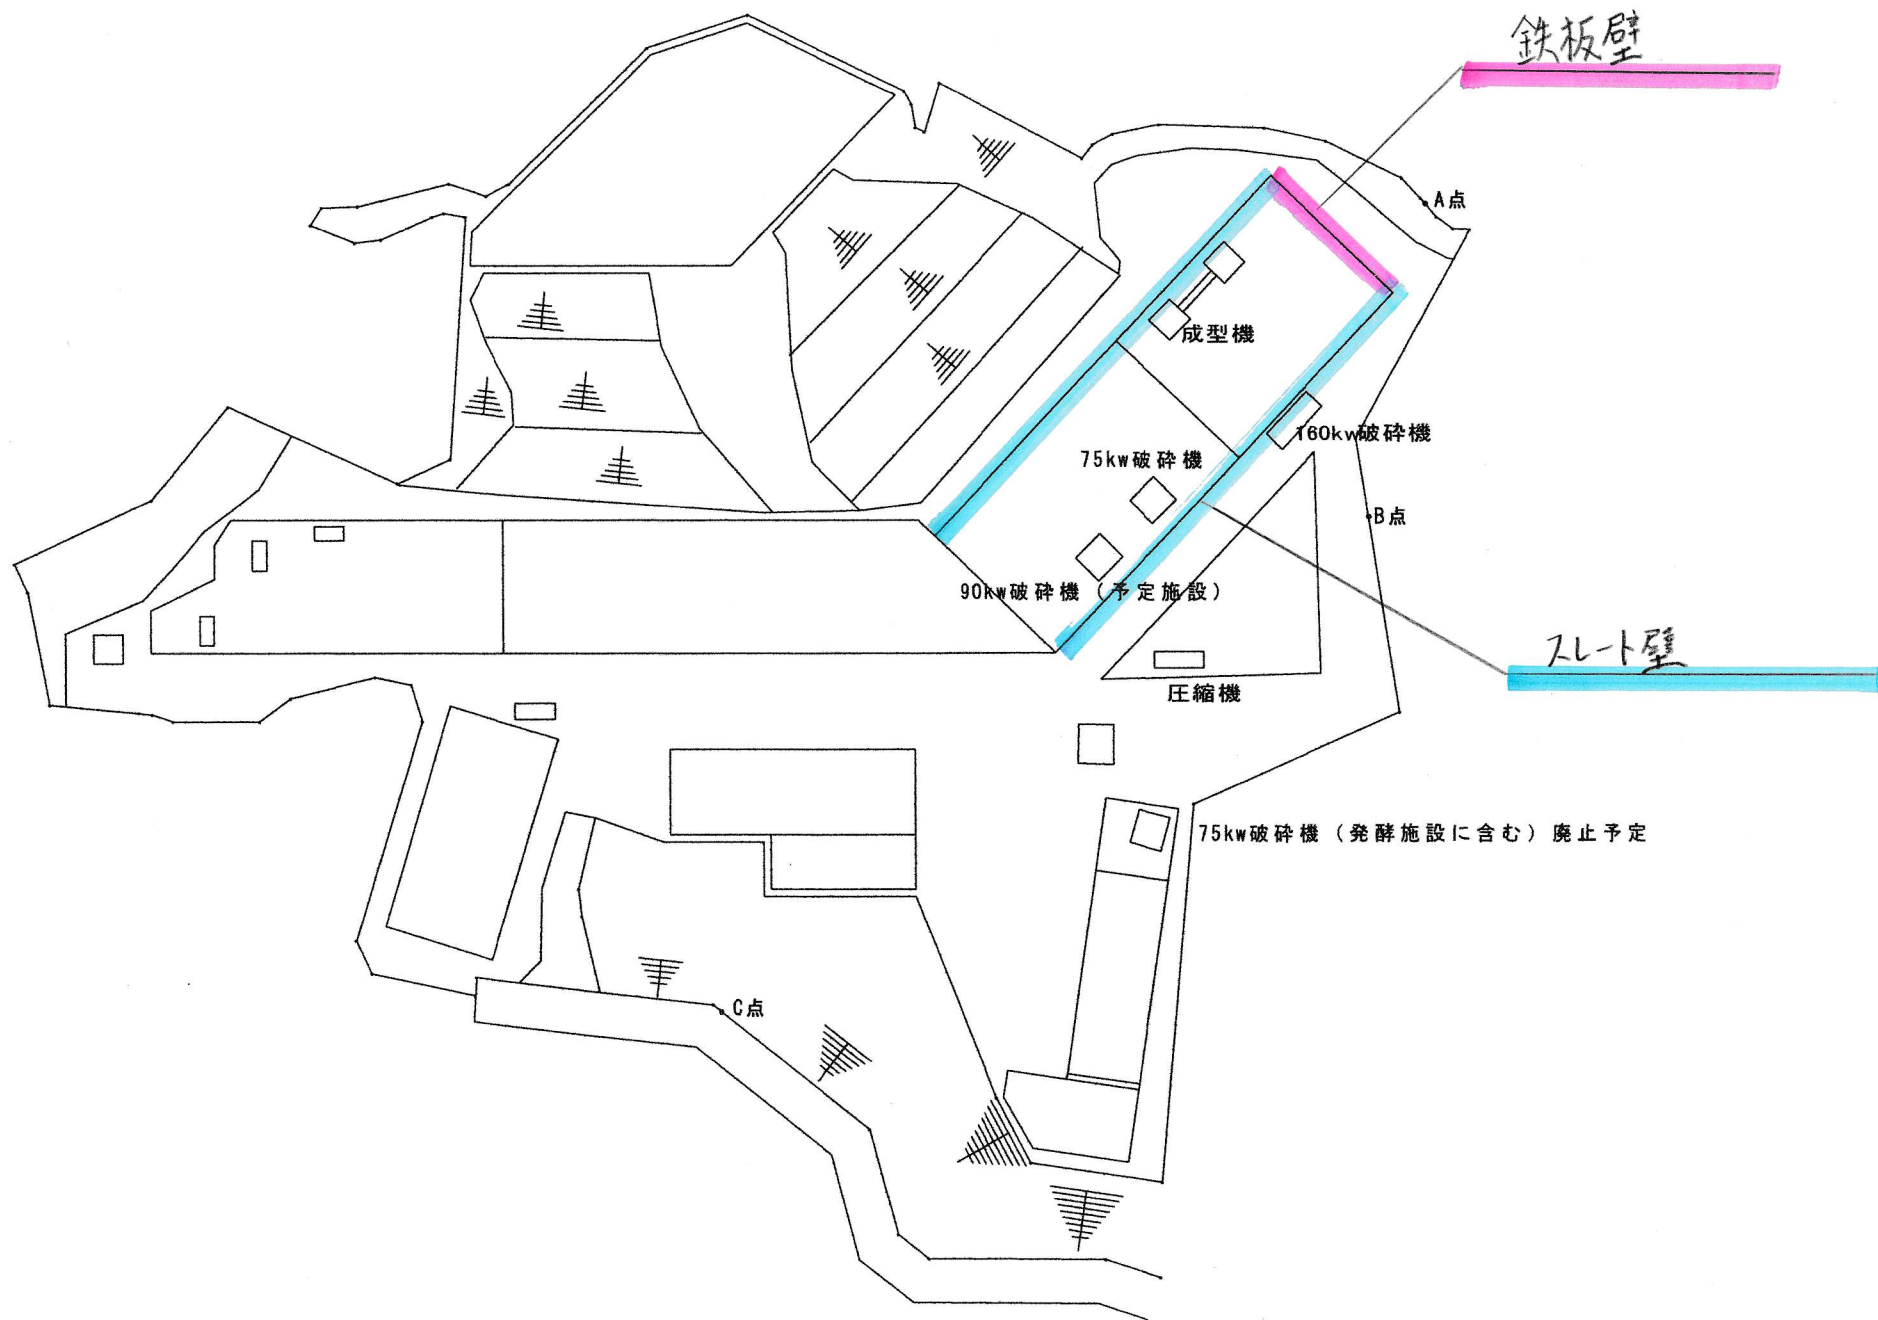 鉄板壁
A点
成型機
160kw破砕機
75kw破砕機
B点
90kw破砕機（予定施設）
スレート壁
圧縮機
75kw破砕機（発酵施設に含む）廃止予定
C点